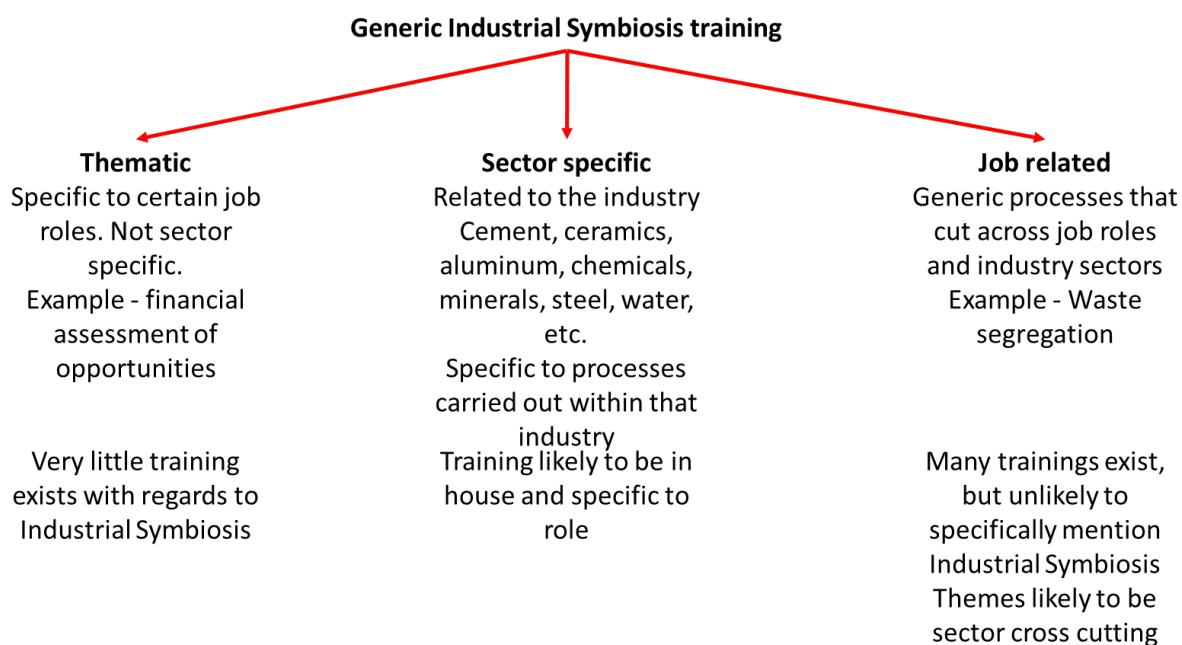 Generic Industrial Symbiosis training
Thematic
Specific to certain job
roles. Not sector
specific.
Example - financial
assessment of
opportunities
Very little training
exists with regards to
Industrial Symbiosis
Sector specific
Related to the industry
Cement, ceramics,
aluminum, chemicals,
minerals, steel, water,
etc.
Specific to processes
carried out within that
industry
Training likely to be in
house and specific to
role
Job related
Generic processes that
cut across job roles
and industry sectors
Example - Waste
segregation
Many trainings exist,
but unlikely to
specifically mention
Industrial Symbiosis
Themes likely to be
sector cross cutting